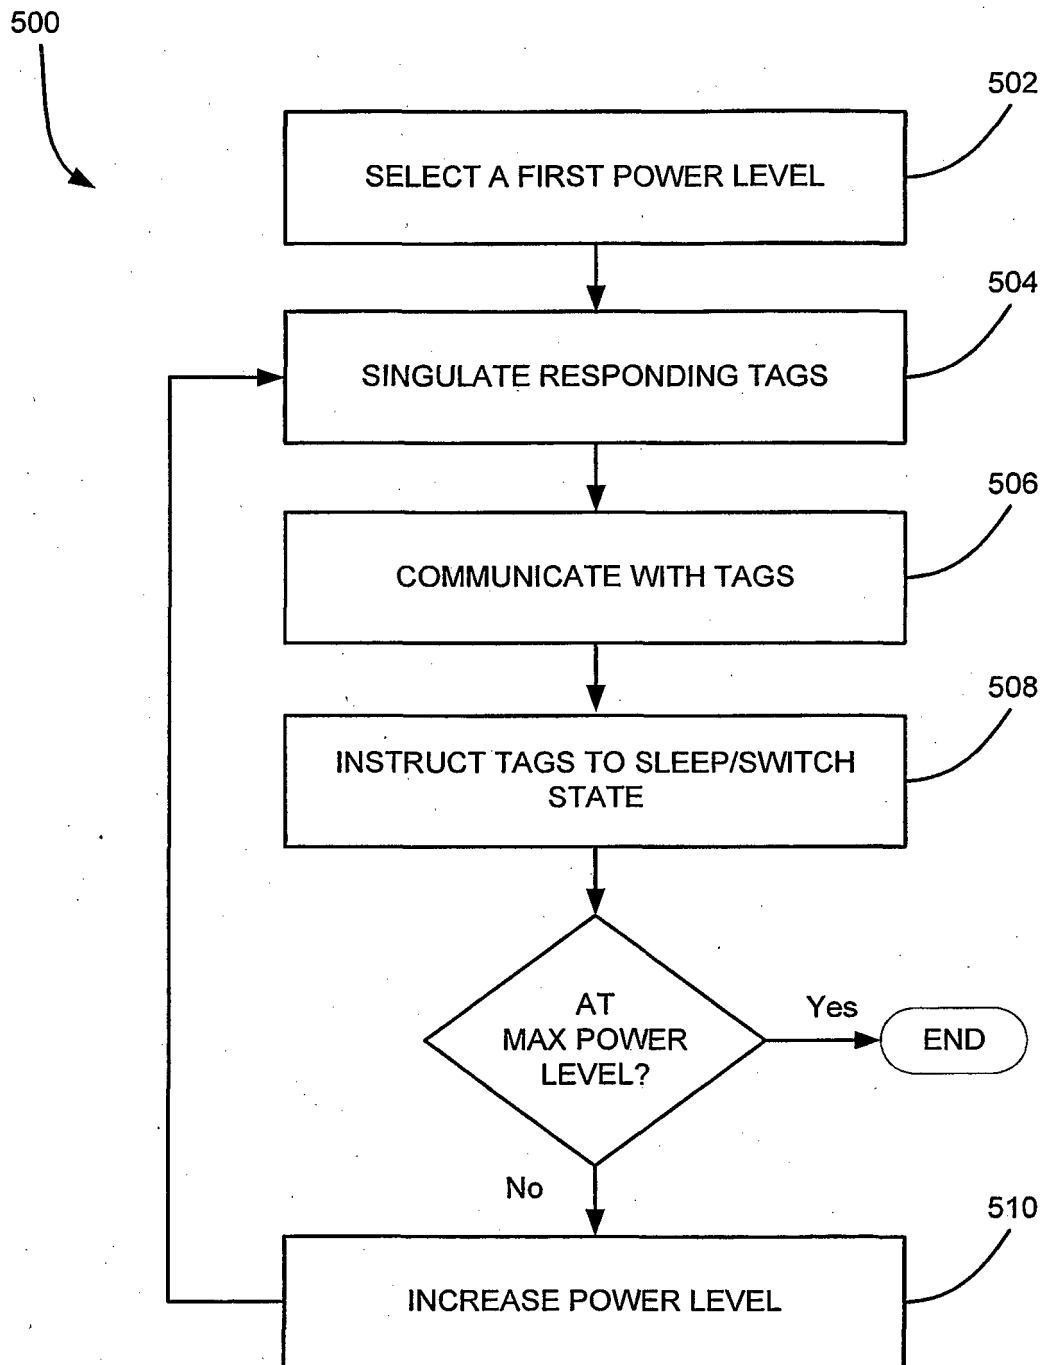 500
502
SELECT A FIRST POWER LEVEL
504
SINGULATE RESPONDING TAGS
506
COMMUNICATE WITH TAGS
508
INSTRUCT TAGS TO SLEEP/SWITCH
STATE
AT
MAX POWER
LEVEL?
Yes
END
No
510
INCREASE POWER LEVEL